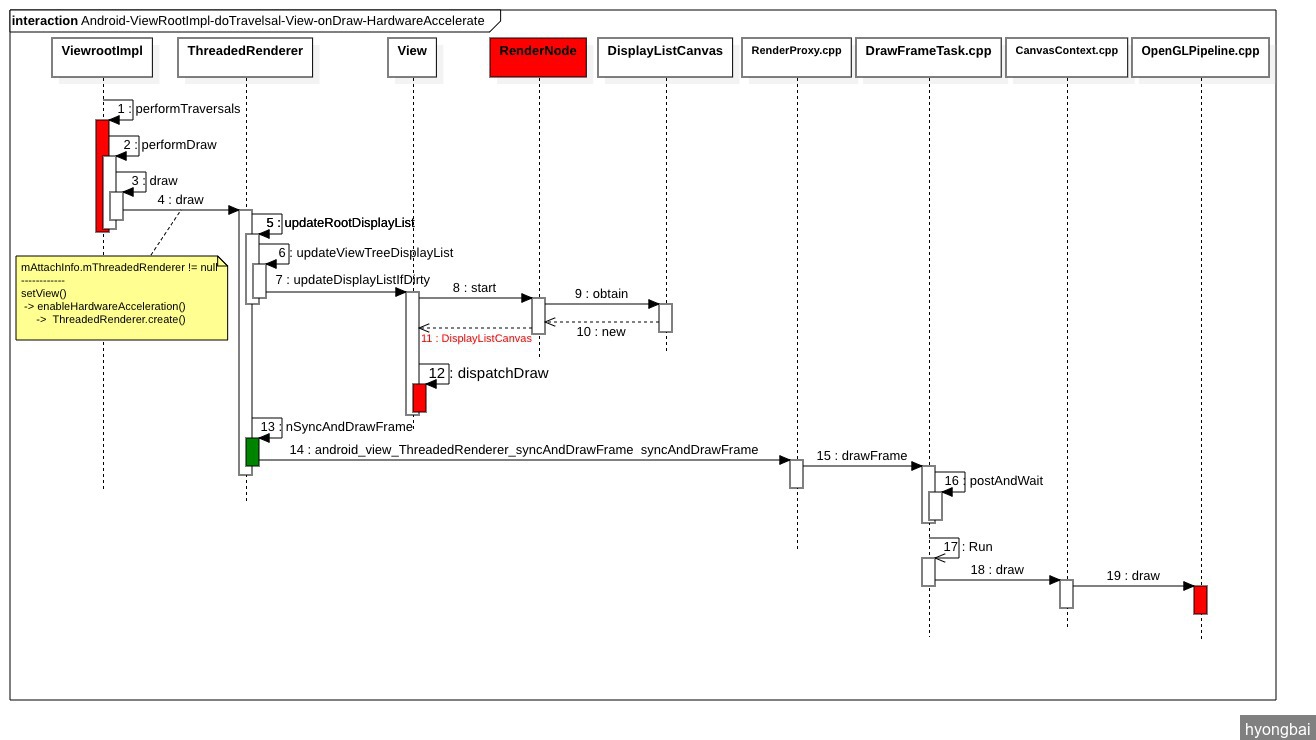 interaction Android-ViewRootImpl-doTravelsal-View-onDraw-HardwareAccelerate
ViewrootImpl
ThreadedRenderer
View
RenderNode
DisplayListCanvas
RenderProxy.cpp
DrawFrameTask.cpp
CanvasContext.cpp
OpenGLPipeline.cpp
1 : performTraversals
2 : performDraw
3 : draw
4 : draw
5 : updateRootDisplayList
6 : updateViewTreeDisplayList
mAttachInfo.mThreadedRenderer != null
------------
setView()
-> enableHardwareAcceleration()
-> ThreadedRenderer.create()
7 : updateDisplayListIfDirty
8 : start
9 : obtain
10 : new
11 : DisplayListCanvas
12 : dispatchDraw
13 : nSyncAndDrawFrame
14 : android_view_ThreadedRenderer_syncAndDrawFrame syncAndDrawFrame
15 : drawFrame
16 : postAndWait
17 : Run
18 : draw
19 : draw
hyongbai